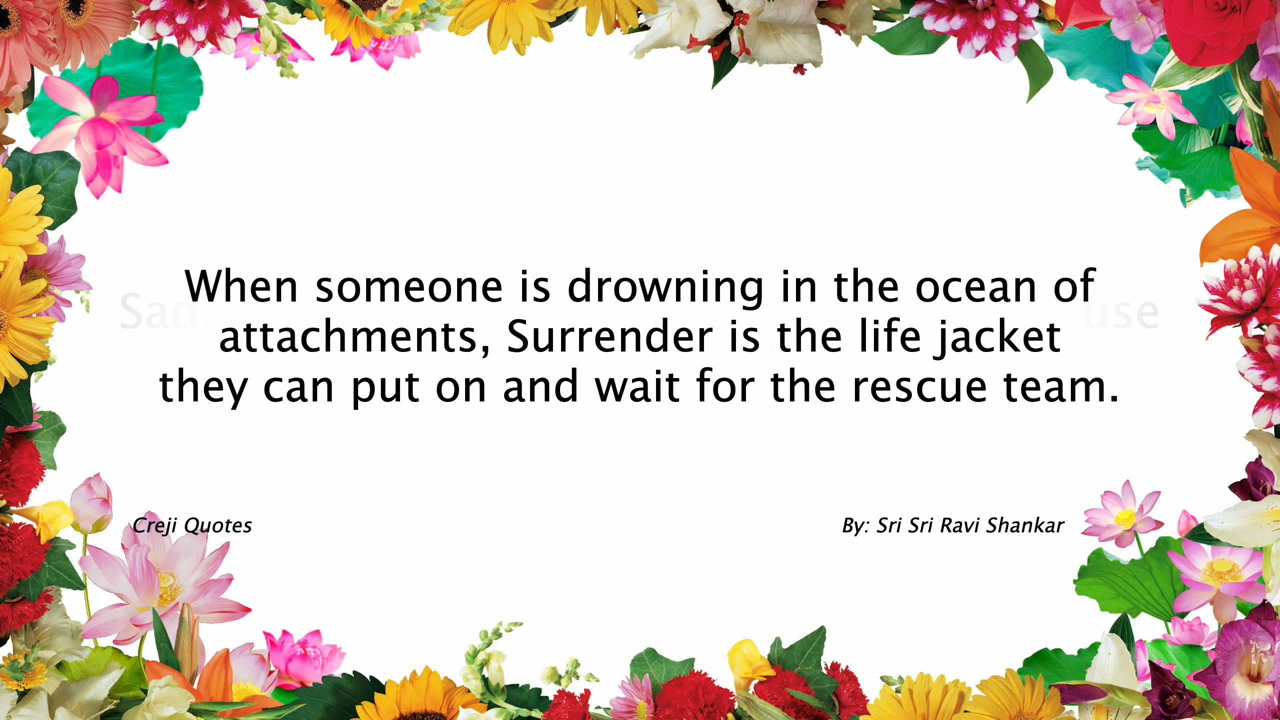 When someone is drowning in the ocean of
attachments, Surrender is the life jacket
they can put on and wait for the rescue team.
Creji Quotes
By: Sri Sri Ravi Shankar